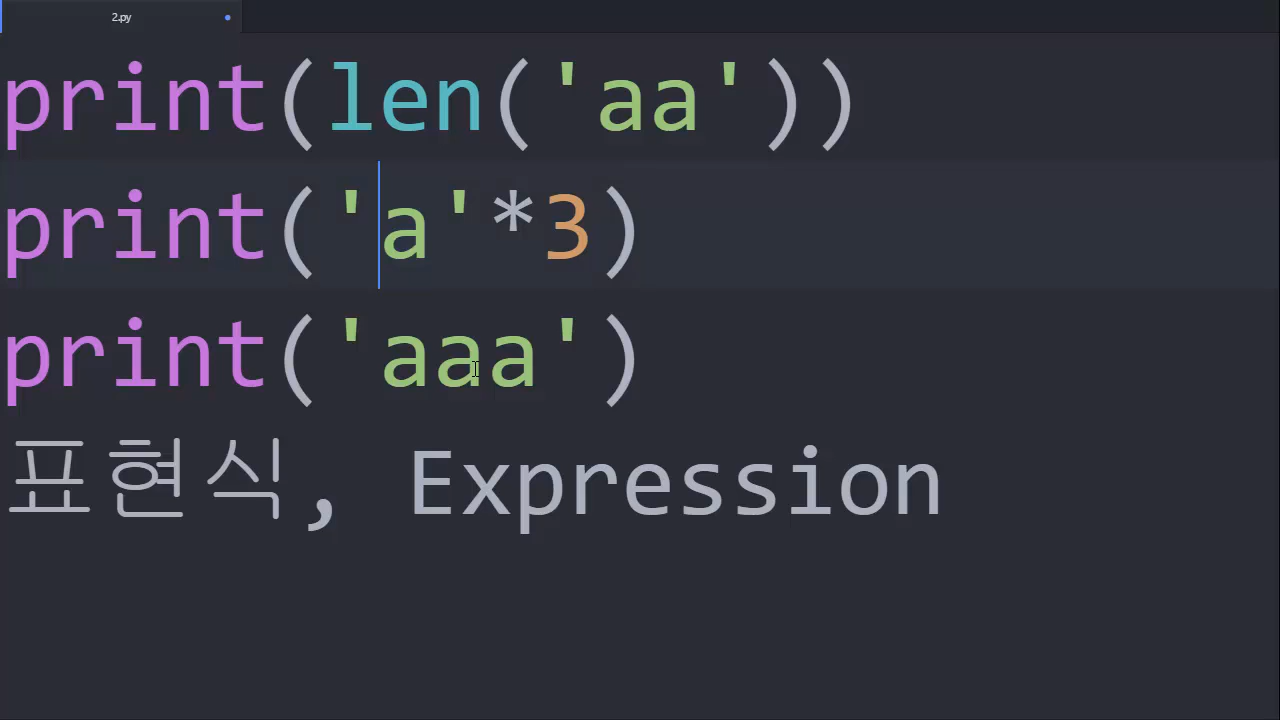 2.py
print(len('aa'))
print('a'*3)
print('aaa')
표현식, Expression